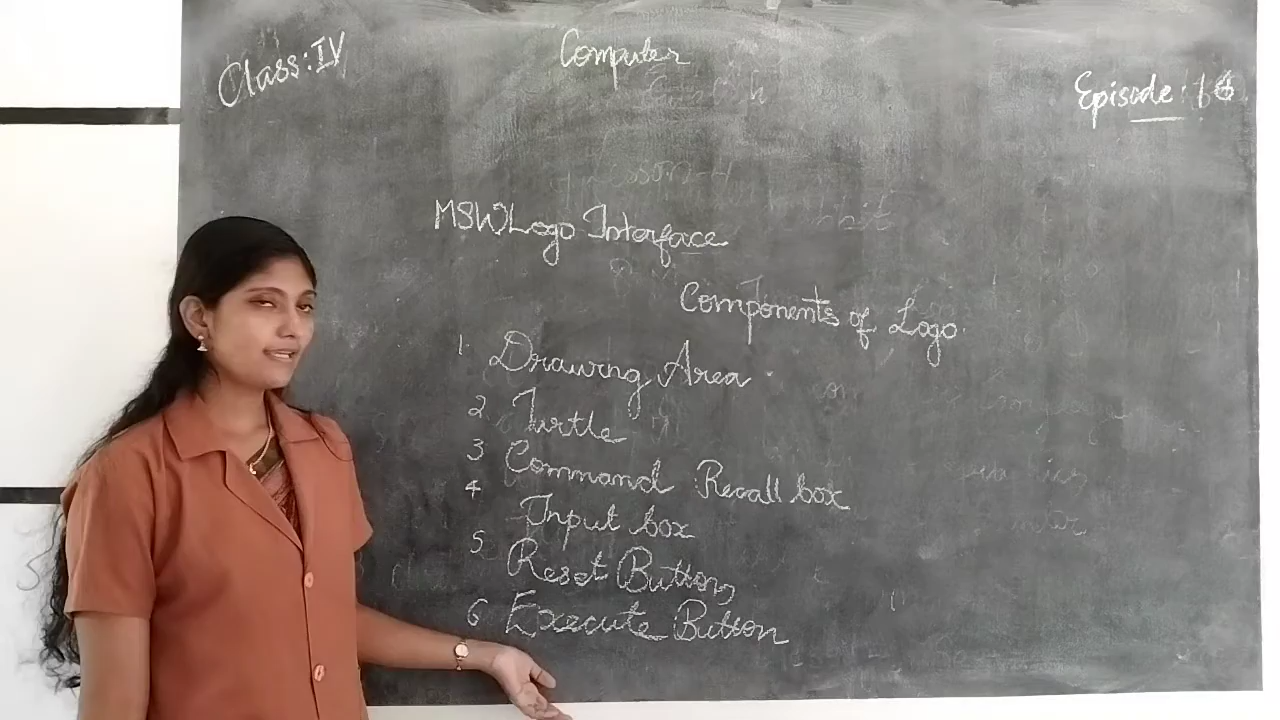 Class: IV
Computer
Episode:
MSWLogo Interface
Components of Logo
1. Drawing Area
2 Turtle
3 Command Recall box
4 Input box
5 Reset Button
6 Execute Button